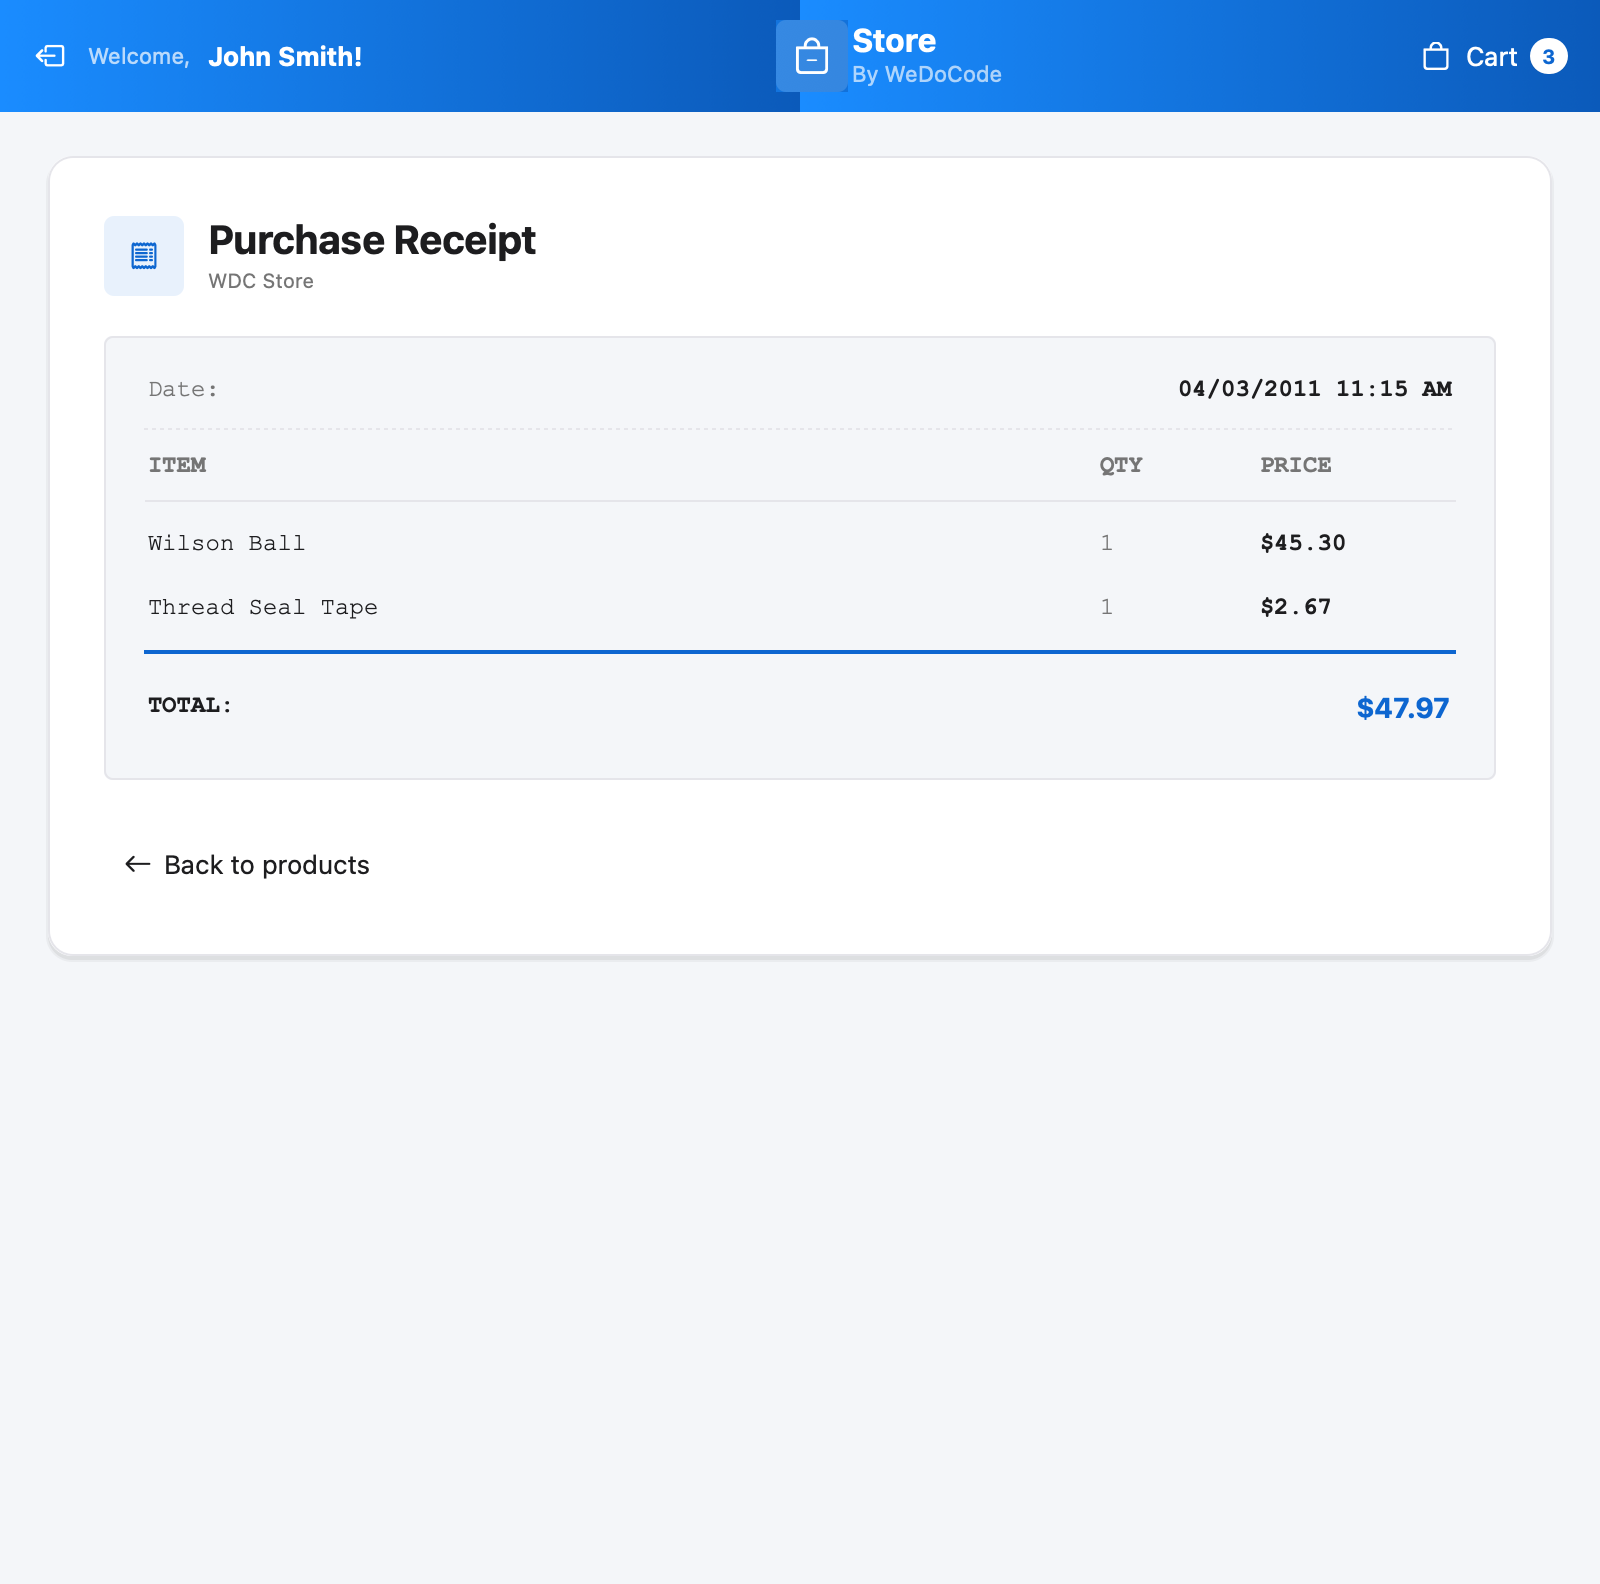 Welcome, John Smith!
Store
By WeDoCode
Cart 3
Purchase Receipt
WDC Store
Date: 04/03/2011 11:15 AM
ITEM QTY PRICE
Wilson Ball 1 $45.30
Thread Seal Tape 1 $2.67
TOTAL: $47.97
Back to products